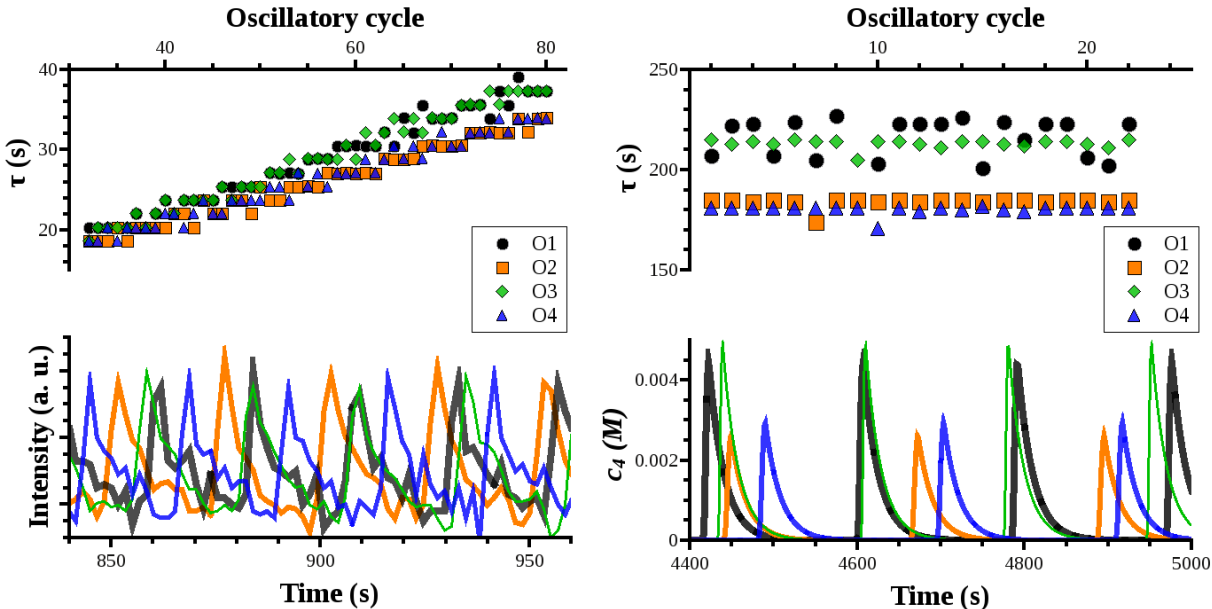 Oscillatory cycle
40 60 80
40
30
20
τ (s)
O1
O2
O3
O4
Intensity (a. u.)
850 900 950
Time (s)
Oscillatory cycle
10 20
250
200
150
τ (s)
O1
O2
O3
O4
0.004
0.002
0
c₄ (M)
4400 4600 4800 5000
Time (s)